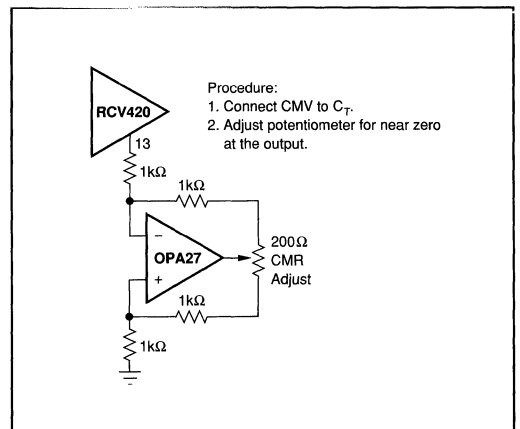 RCV420
Procedure:
1. Connect CMV to C_T.
2. Adjust potentiometer for near zero
at the output.
13
1kΩ
1kΩ
−
OPA27
+
200Ω
CMR
Adjust
1kΩ
1kΩ